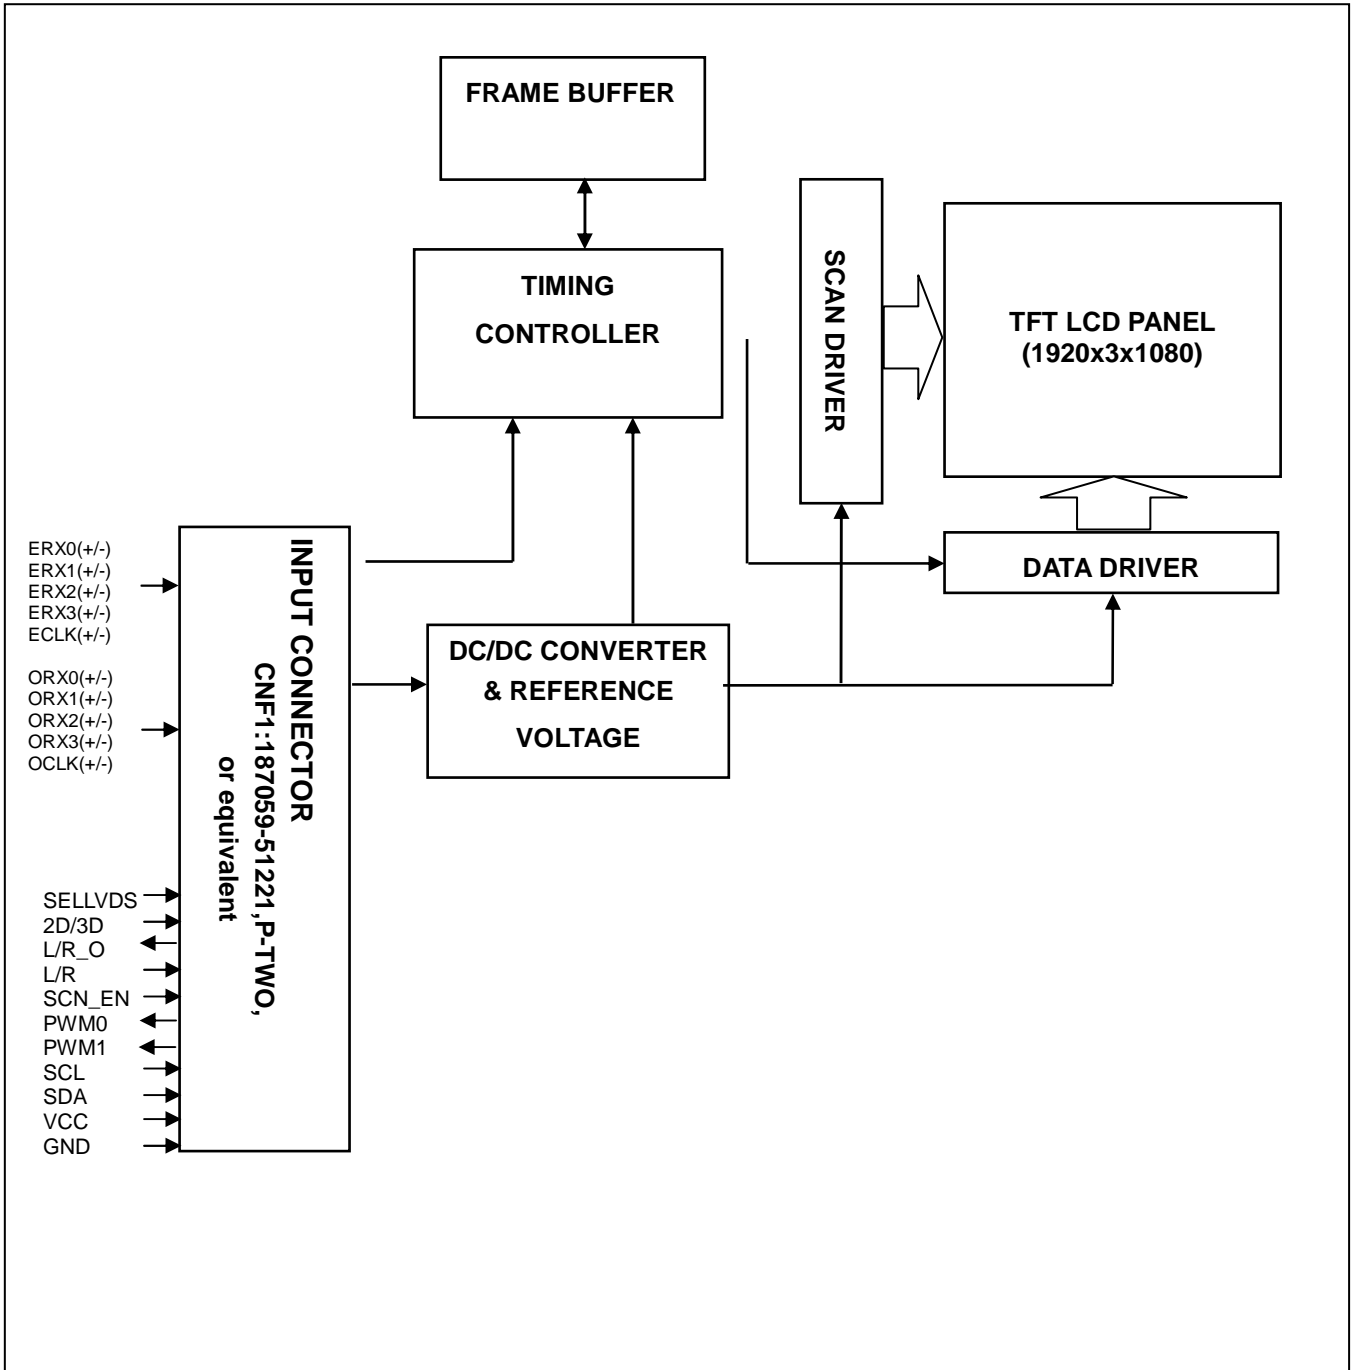 FRAME BUFFER
TIMING
CONTROLLER
SCAN DRIVER
TFT LCD PANEL
(1920x3x1080)
DATA DRIVER
ERX0(+/-)
ERX1(+/-)
ERX2(+/-)
ERX3(+/-)
ECLK(+/-)
ORX0(+/-)
ORX1(+/-)
ORX2(+/-)
ORX3(+/-)
OCLK(+/-)
SELLVDS
2D/3D
L/R_O
L/R
SCN_EN
PWM0
PWM1
SCL
SDA
VCC
GND
INPUT CONNECTOR
CNF1:187059-51221,P-TWO,
or equivalent
DC/DC CONVERTER
& REFERENCE
VOLTAGE